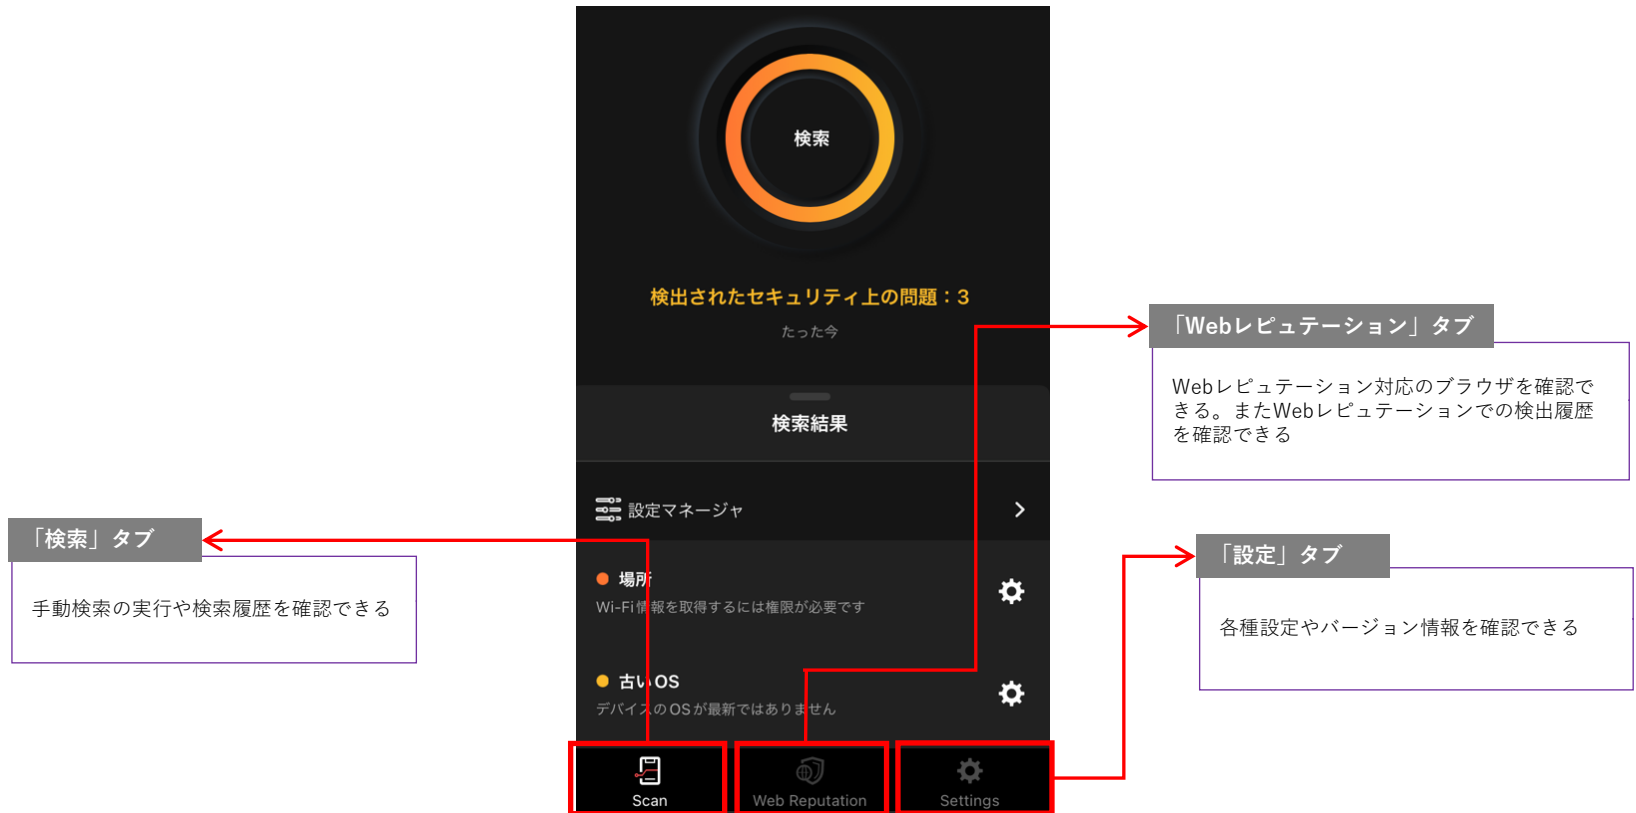 検索
検出されたセキュリティ上の問題：3
たった今
検索結果
設定マネージャ
場所
Wi-Fi情報を取得するには権限が必要です
古いOS
デバイスのOSが最新ではありません
Scan
Web Reputation
Settings
「検索」タブ
手動検索の実行や検索履歴を確認できる
「Webレピュテーション」タブ
Webレピュテーション対応のブラウザを確認で
きる。またWebレピュテーションでの検出履歴
を確認できる
「設定」タブ
各種設定やバージョン情報を確認できる